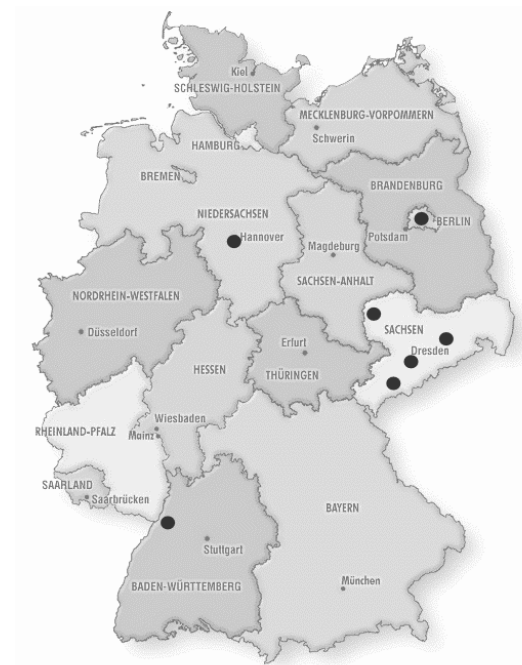 Kiel
SCHLESWIG-HOLSTEIN
MECKLENBURG-VORPOMMERN
Schwerin
HAMBURG
BREMEN
BRANDENBURG
NIEDERSACHSEN
BERLIN
Hannover
Potsdam
Magdeburg
SACHSEN-ANHALT
NORDRHEIN-WESTFALEN
Düsseldorf
SACHSEN
Dresden
Erfurt
HESSEN
THÜRINGEN
Wiesbaden
RHEINLAND-PFALZ
Mainz
SAARLAND
Saarbrücken
BAYERN
Stuttgart
BADEN-WÜRTTEMBERG
München